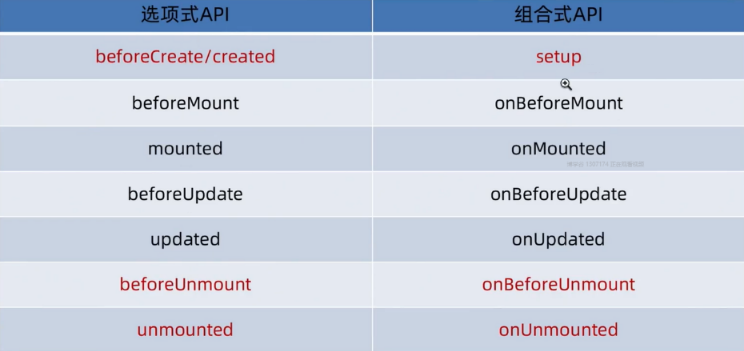 选项式API 组合式API
beforeCreate/created setup
beforeMount onBeforeMount
mounted onMounted
beforeUpdate onBeforeUpdate
updated onUpdated
beforeUnmount onBeforeUnmount
unmounted onUnmounted